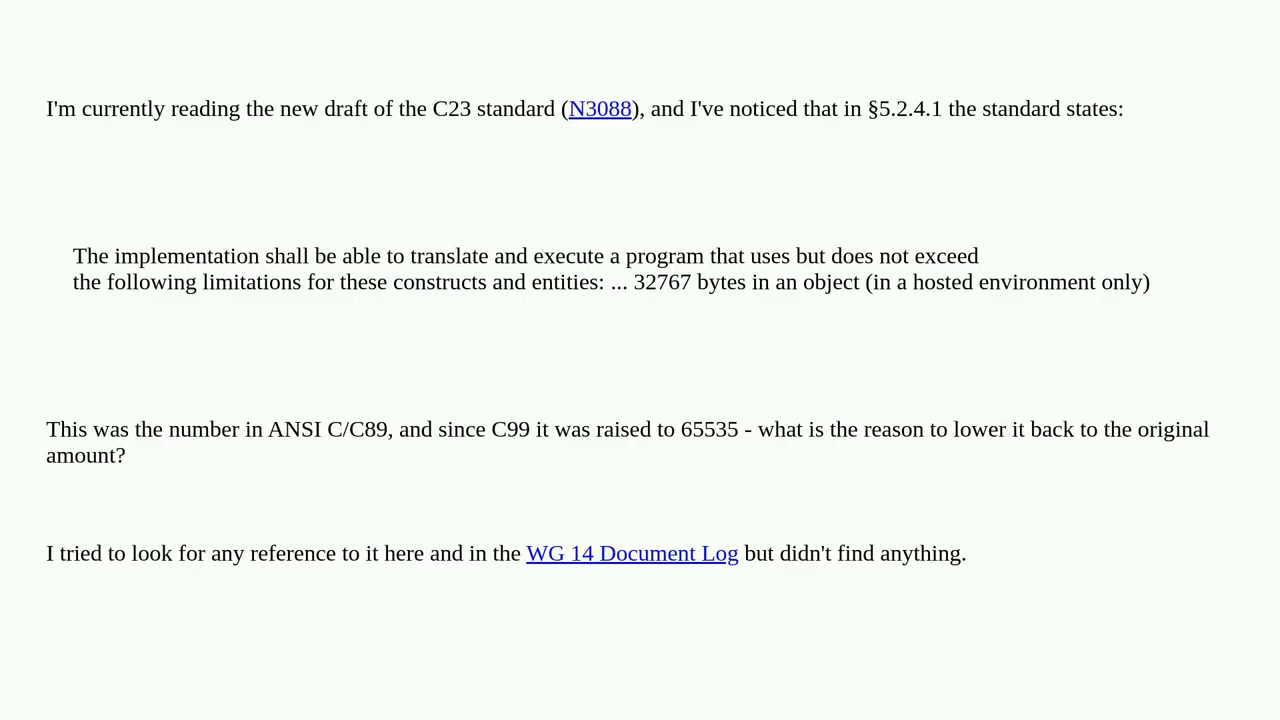 I'm currently reading the new draft of the C23 standard (N3088), and I've noticed that in §5.2.4.1 the standard states:
The implementation shall be able to translate and execute a program that uses but does not exceed
the following limitations for these constructs and entities: ... 32767 bytes in an object (in a hosted environment only)
This was the number in ANSI C/C89, and since C99 it was raised to 65535 - what is the reason to lower it back to the original
amount?
I tried to look for any reference to it here and in the WG 14 Document Log but didn't find anything.